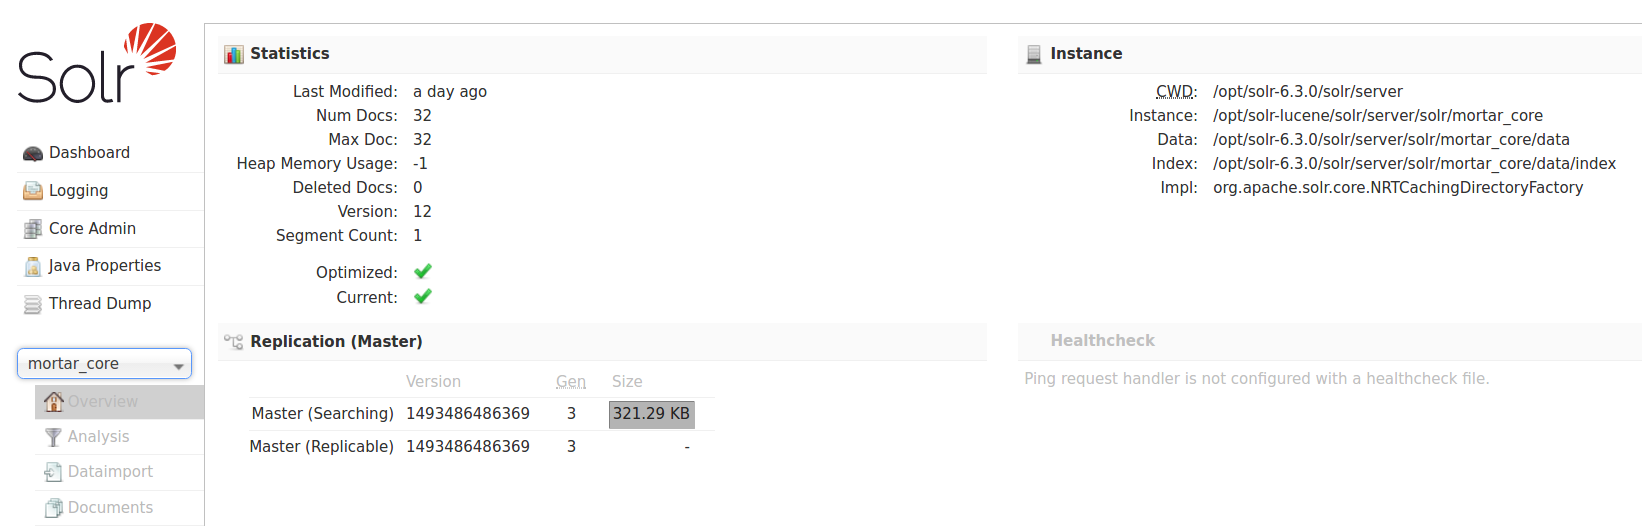 Solr
Dashboard
Logging
Core Admin
Java Properties
Thread Dump
mortar_core
Overview
Analysis
Dataimport
Documents
Statistics
Last Modified: a day ago
Num Docs: 32
Max Doc: 32
Heap Memory Usage: -1
Deleted Docs: 0
Version: 12
Segment Count: 1
Optimized:
Current:
Instance
CWD: /opt/solr-6.3.0/solr/server
Instance: /opt/solr-lucene/solr/server/solr/mortar_core
Data: /opt/solr-6.3.0/solr/server/solr/mortar_core/data
Index: /opt/solr-6.3.0/solr/server/solr/mortar_core/data/index
Impl: org.apache.solr.core.NRTCachingDirectoryFactory
Replication (Master)
Version Gen Size
Master (Searching) 1493486486369 3 321.29 KB
Master (Replicable) 1493486486369 3 -
Healthcheck
Ping request handler is not configured with a healthcheck file.